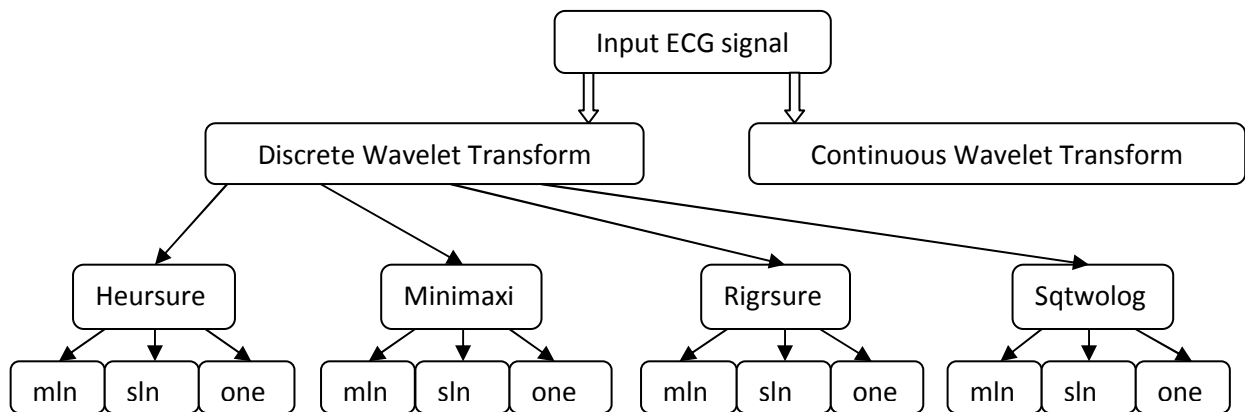 Input ECG signal
Discrete Wavelet Transform Continuous Wavelet Transform
Heursure Minimaxi Rigrsure Sqtwolog
mln sln one mln sln one mln sln one mln sln one